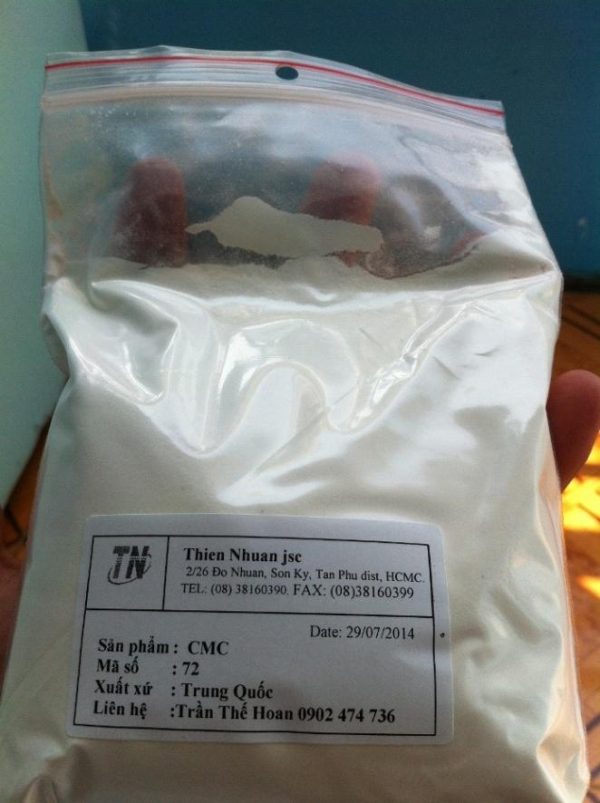 TN
Thien Nhuan jsc
2/26 Đo Nhuan, Son Ky, Tan Phu dist, HCMC.
TEL: (08) 38160390. FAX: (08)38160399
Date: 29/07/2014
Sản phẩm : CMC
Mã số : 72
Xuất xứ : Trung Quốc
Liên hệ :Trần Thế Hoan 0902 474 736